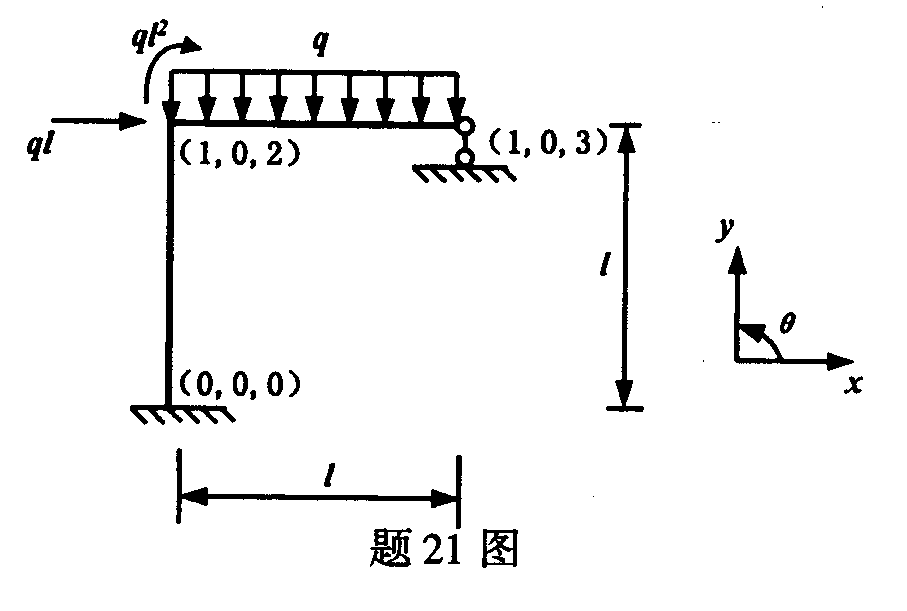 ql²
q
ql
(1, 0, 2)
(1, 0, 3)
l
y
θ
x
(0, 0, 0)
l
题 21 图